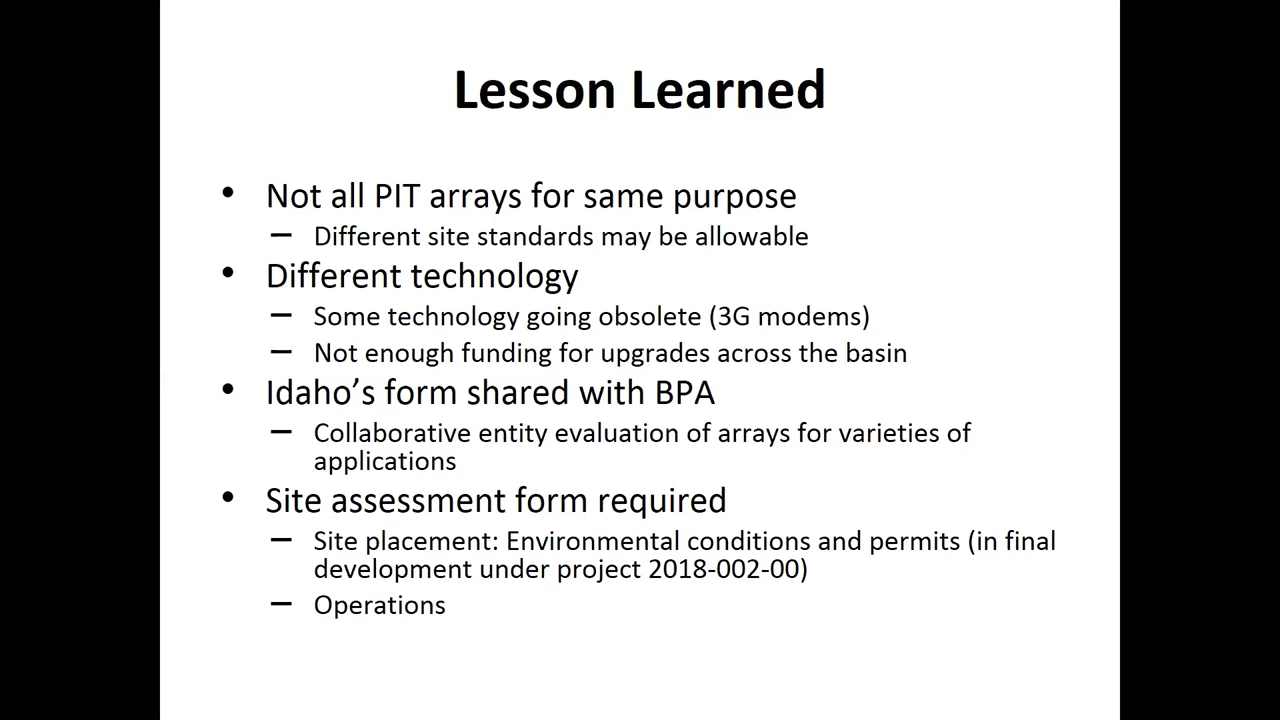 Lesson Learned
• Not all PIT arrays for same purpose
– Different site standards may be allowable
• Different technology
– Some technology going obsolete (3G modems)
– Not enough funding for upgrades across the basin
• Idaho’s form shared with BPA
– Collaborative entity evaluation of arrays for varieties of
applications
• Site assessment form required
– Site placement: Environmental conditions and permits (in final
development under project 2018-002-00)
– Operations